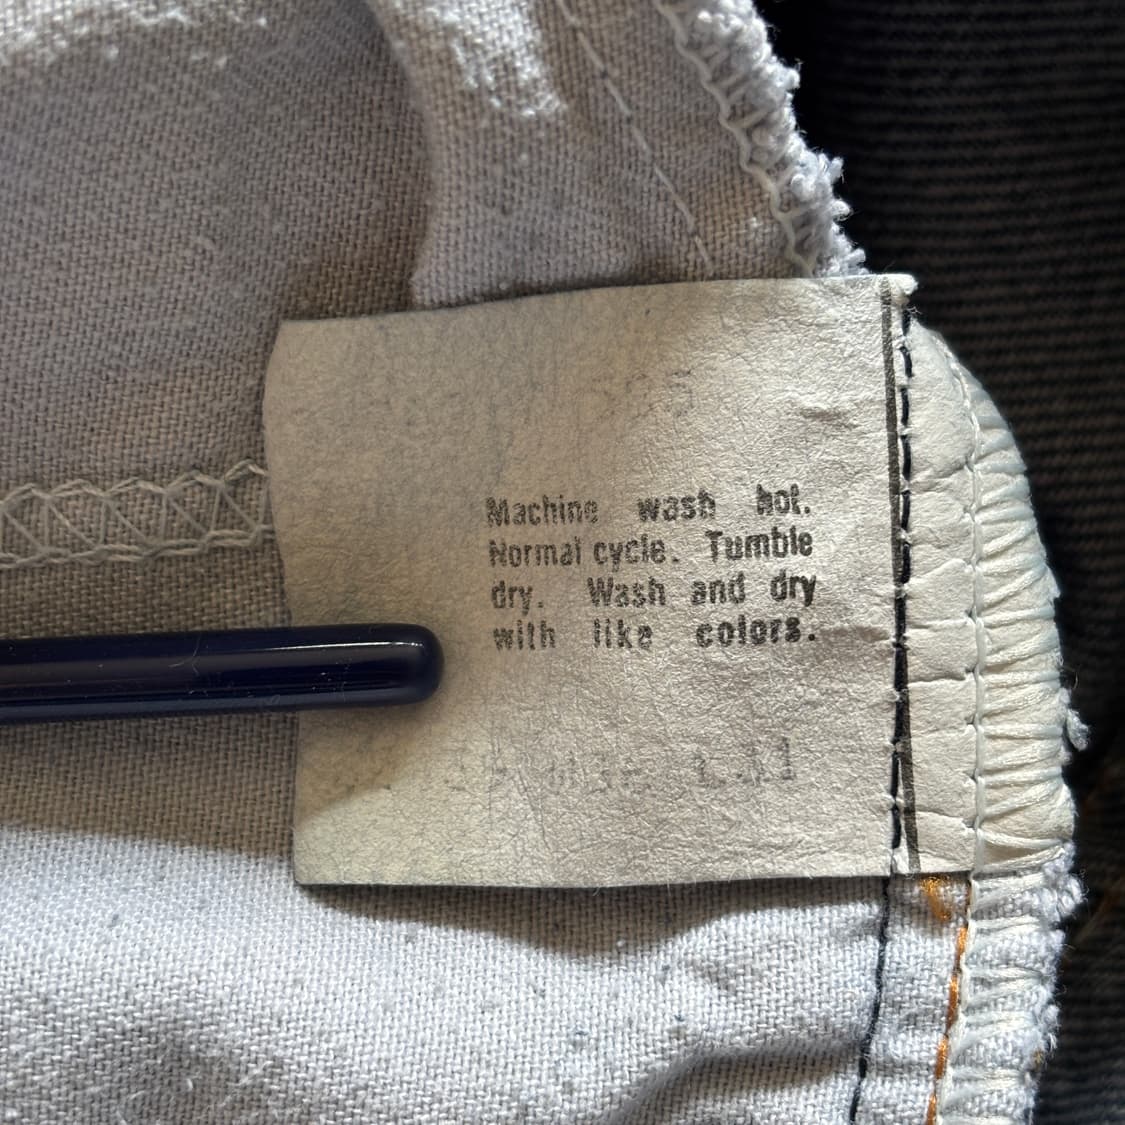 Machine wash hot.
Normal cycle. Tumble
dry. Wash and dry
with like colors.